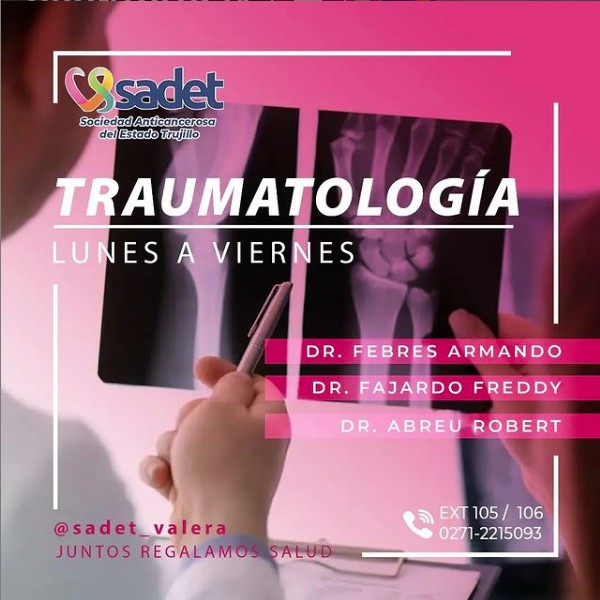 sadet
Sociedad Anticancerosa
del Estado Trujillo
TRAUMATOLOGÍA
LUNES A VIERNES
DR. FEBRES ARMANDO
DR. FAJARDO FREDDY
DR. ABREU ROBERT
EXT 105 / 106
0271-2215093
@sadet_valera
JUNTOS REGALAMOS SALUD